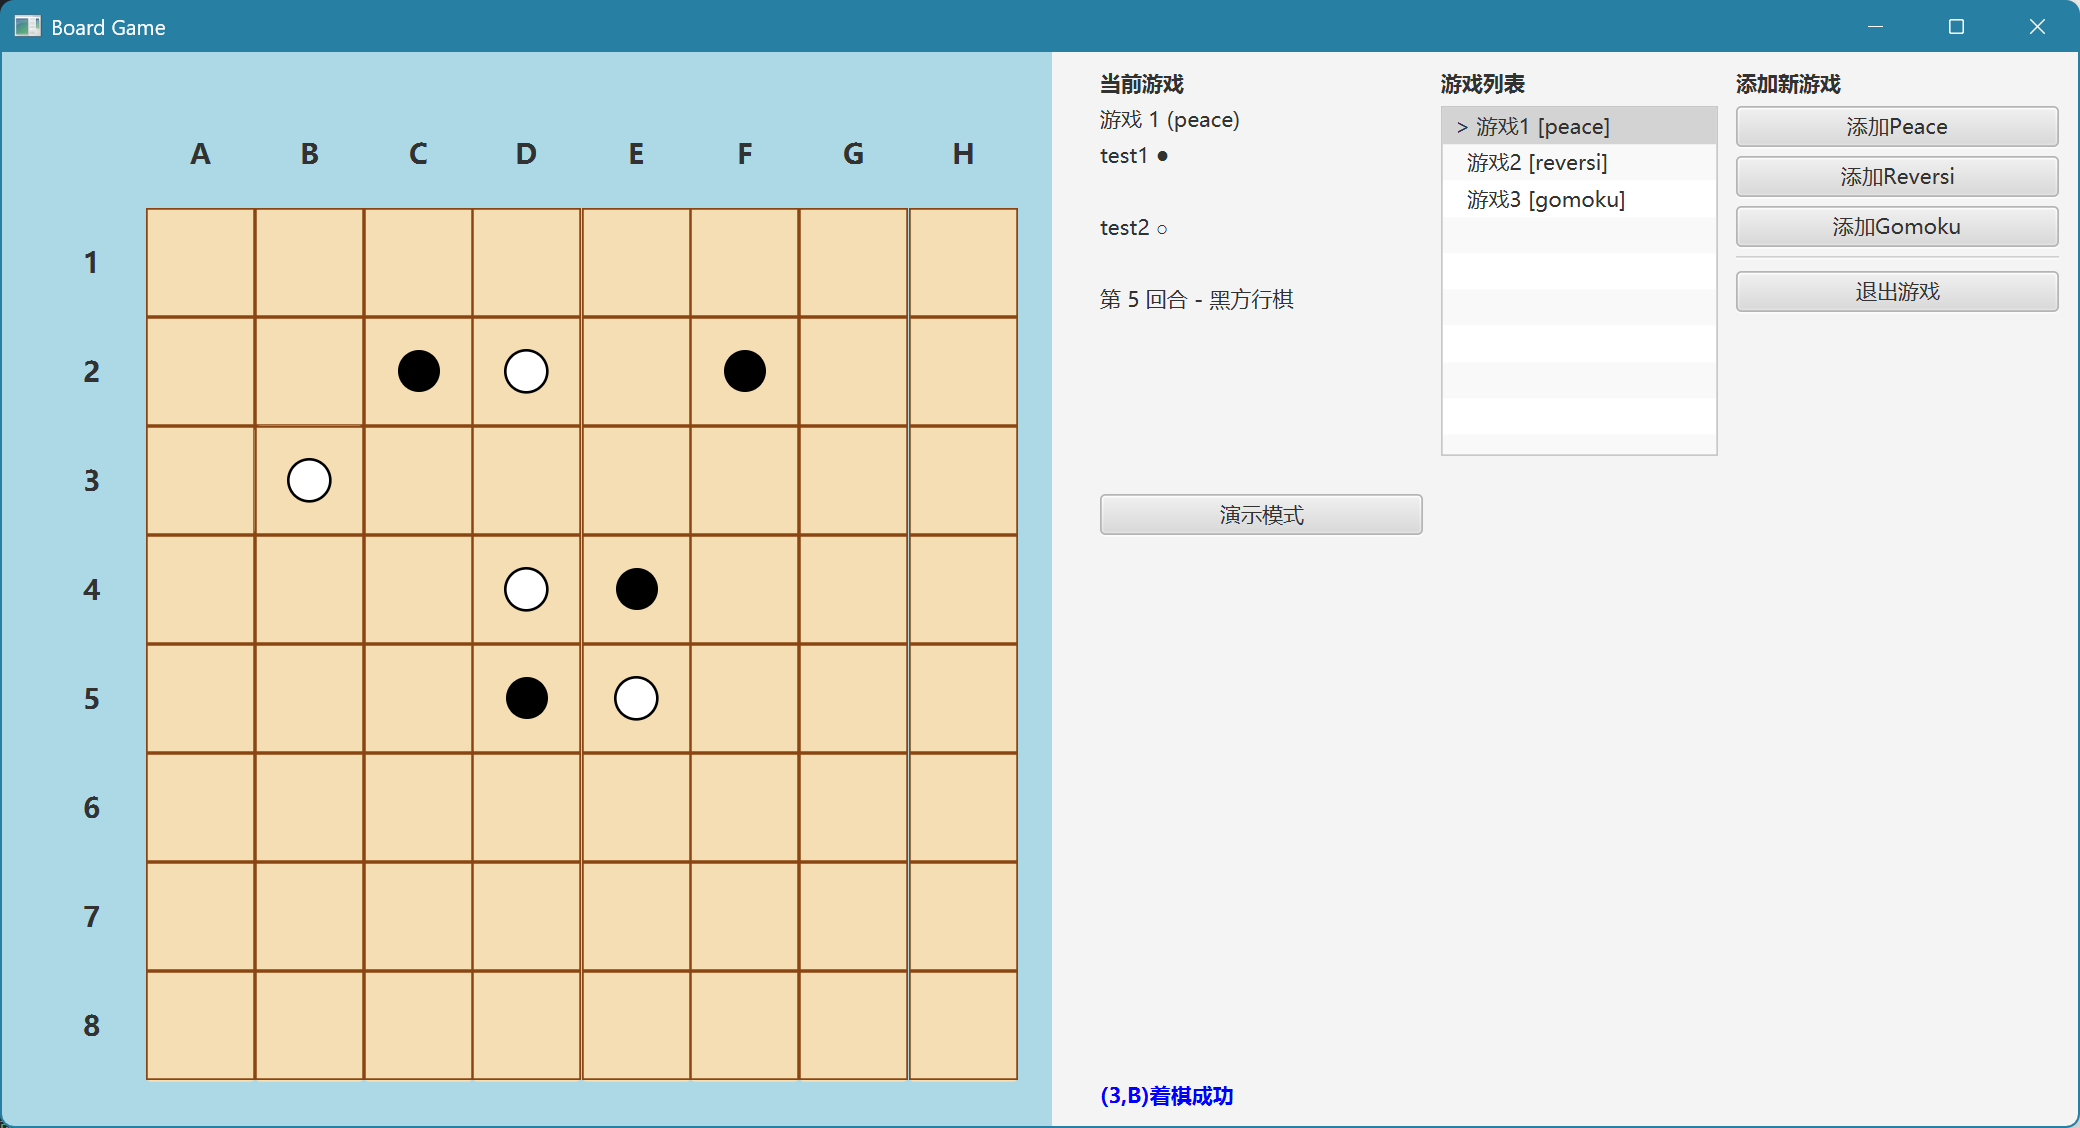 Board Game
A B C D E F G H
1
2
3
4
5
6
7
8
当前游戏
游戏 1 (peace)
test1 ●
test2 ○
第 5 回合 - 黑方行棋
演示模式
(3,B)着棋成功
游戏列表
> 游戏1 [peace]
游戏2 [reversi]
游戏3 [gomoku]
添加新游戏
添加Peace
添加Reversi
添加Gomoku
退出游戏